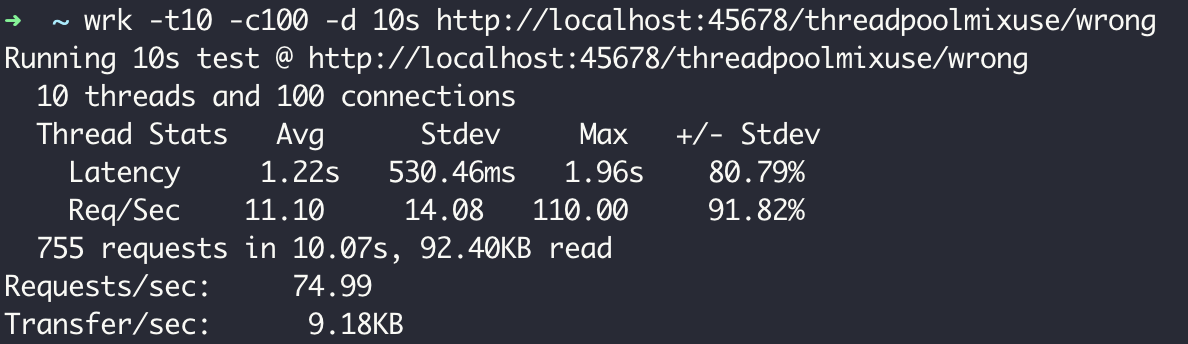 ➜  ~ wrk -t10 -c100 -d 10s http://localhost:45678/threadpoolmixuse/wrong
Running 10s test @ http://localhost:45678/threadpoolmixuse/wrong
  10 threads and 100 connections
  Thread Stats   Avg      Stdev     Max   +/- Stdev
    Latency     1.22s   530.46ms   1.96s    80.79%
    Req/Sec    11.10     14.08   110.00     91.82%
  755 requests in 10.07s, 92.40KB read
Requests/sec:     74.99
Transfer/sec:      9.18KB